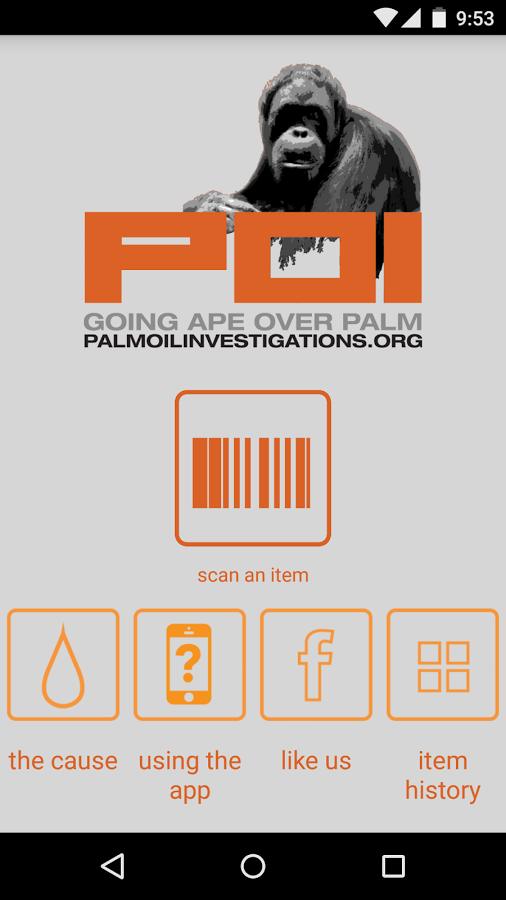 9:53
POI
GOING APE OVER PALM
PALMOILINVESTIGATIONS.ORG
scan an item
the cause
using the
app
like us
item
history